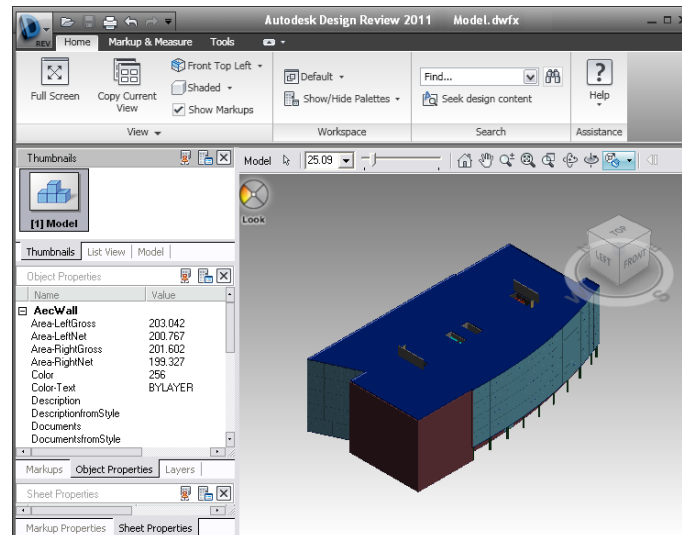 Autodesk Design Review 2011 Model.dwfx
REV
Home Markup & Measure Tools
Full Screen
Copy Current View
Front Top Left
Shaded
Show Markups
View
Default
Show/Hide Palettes
Workspace
Find...
Seek design content
Search
Help
Assistance
Thumbnails
[1] Model
Thumbnails List View Model
Object Properties
Name Value
AecWall
Area-LeftGross 203.042
Area-LeftNet 200.767
Area-RightGross 201.602
Area-RightNet 199.327
Color 256
Color-Text BYLAYER
Description
DescriptionfromStyle
Documents
DocumentsfromStyle
Markups Object Properties Layers
Sheet Properties
Markup Properties Sheet Properties
Model 25.09
Look
TOP
LEFT FRONT
W S